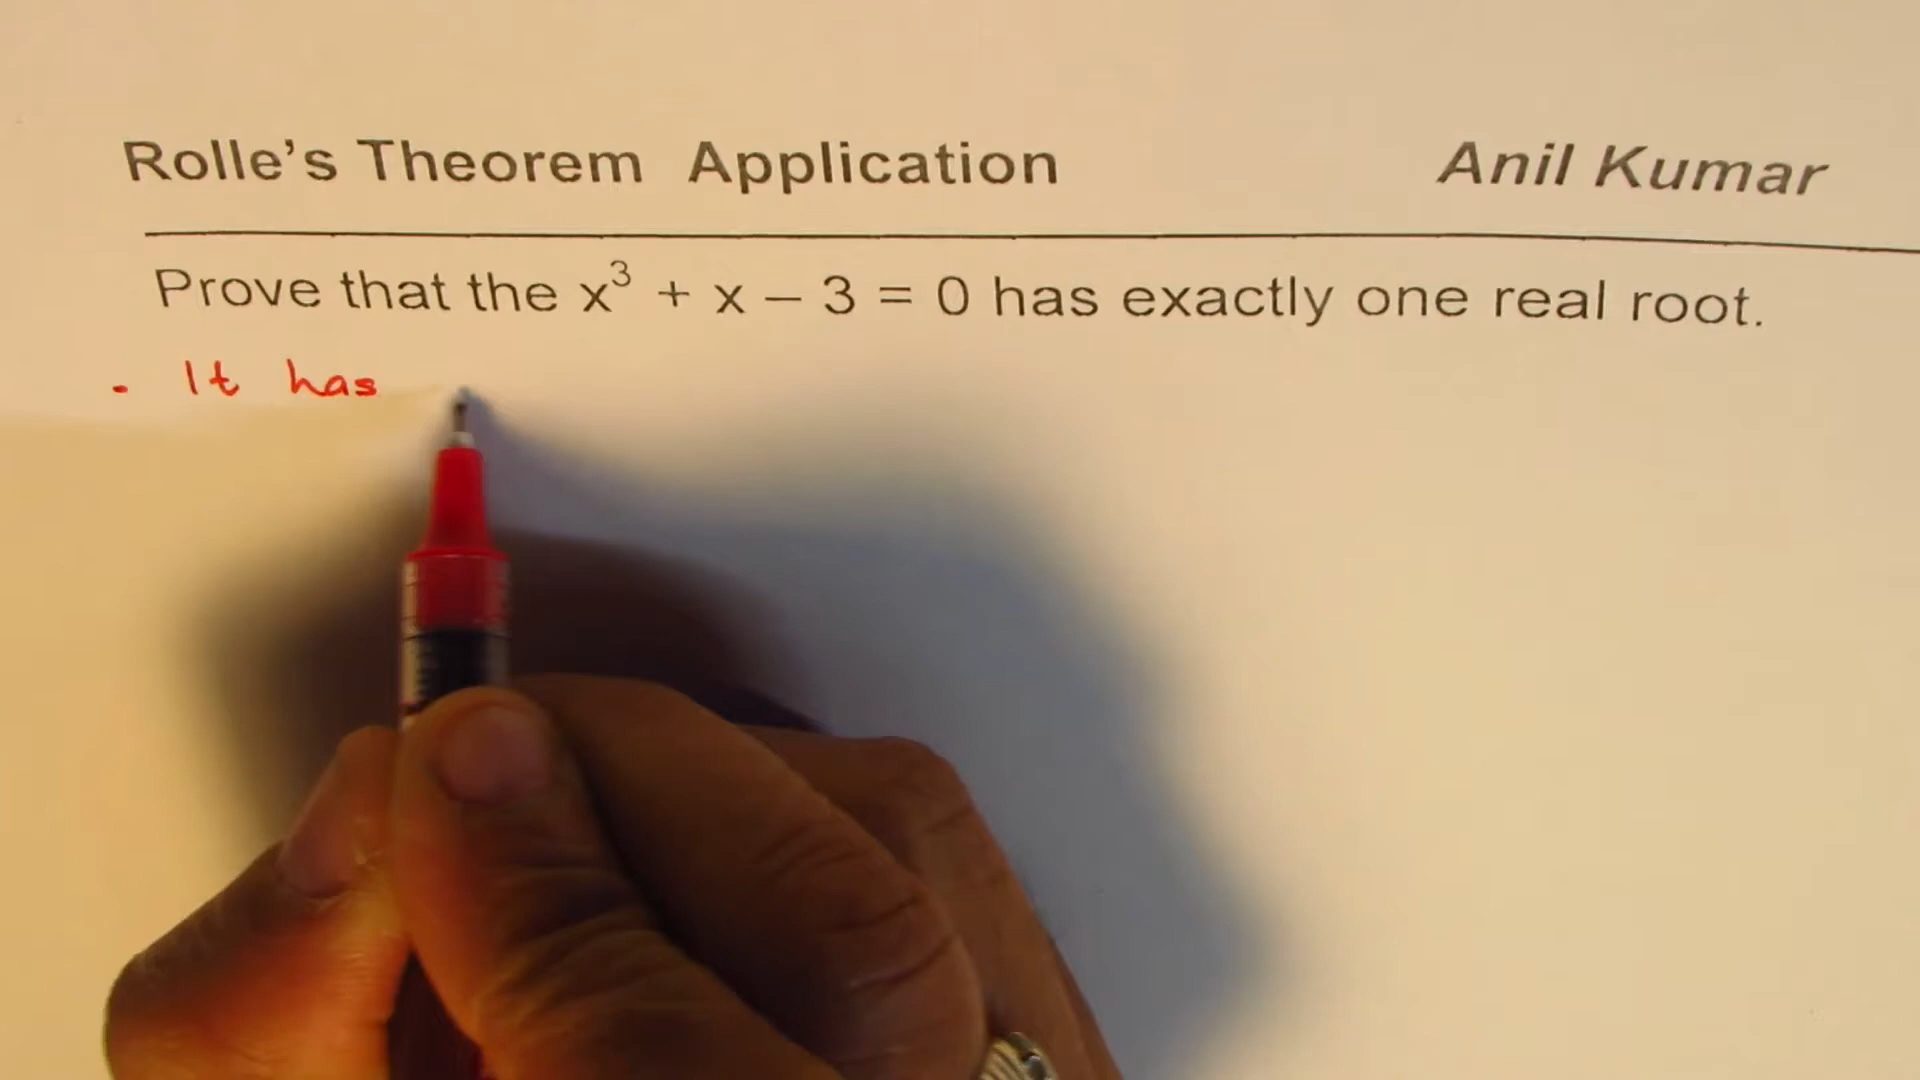 Rolle's Theorem Application Anil Kumar
Prove that the x³ + x – 3 = 0 has exactly one real root.
. It has